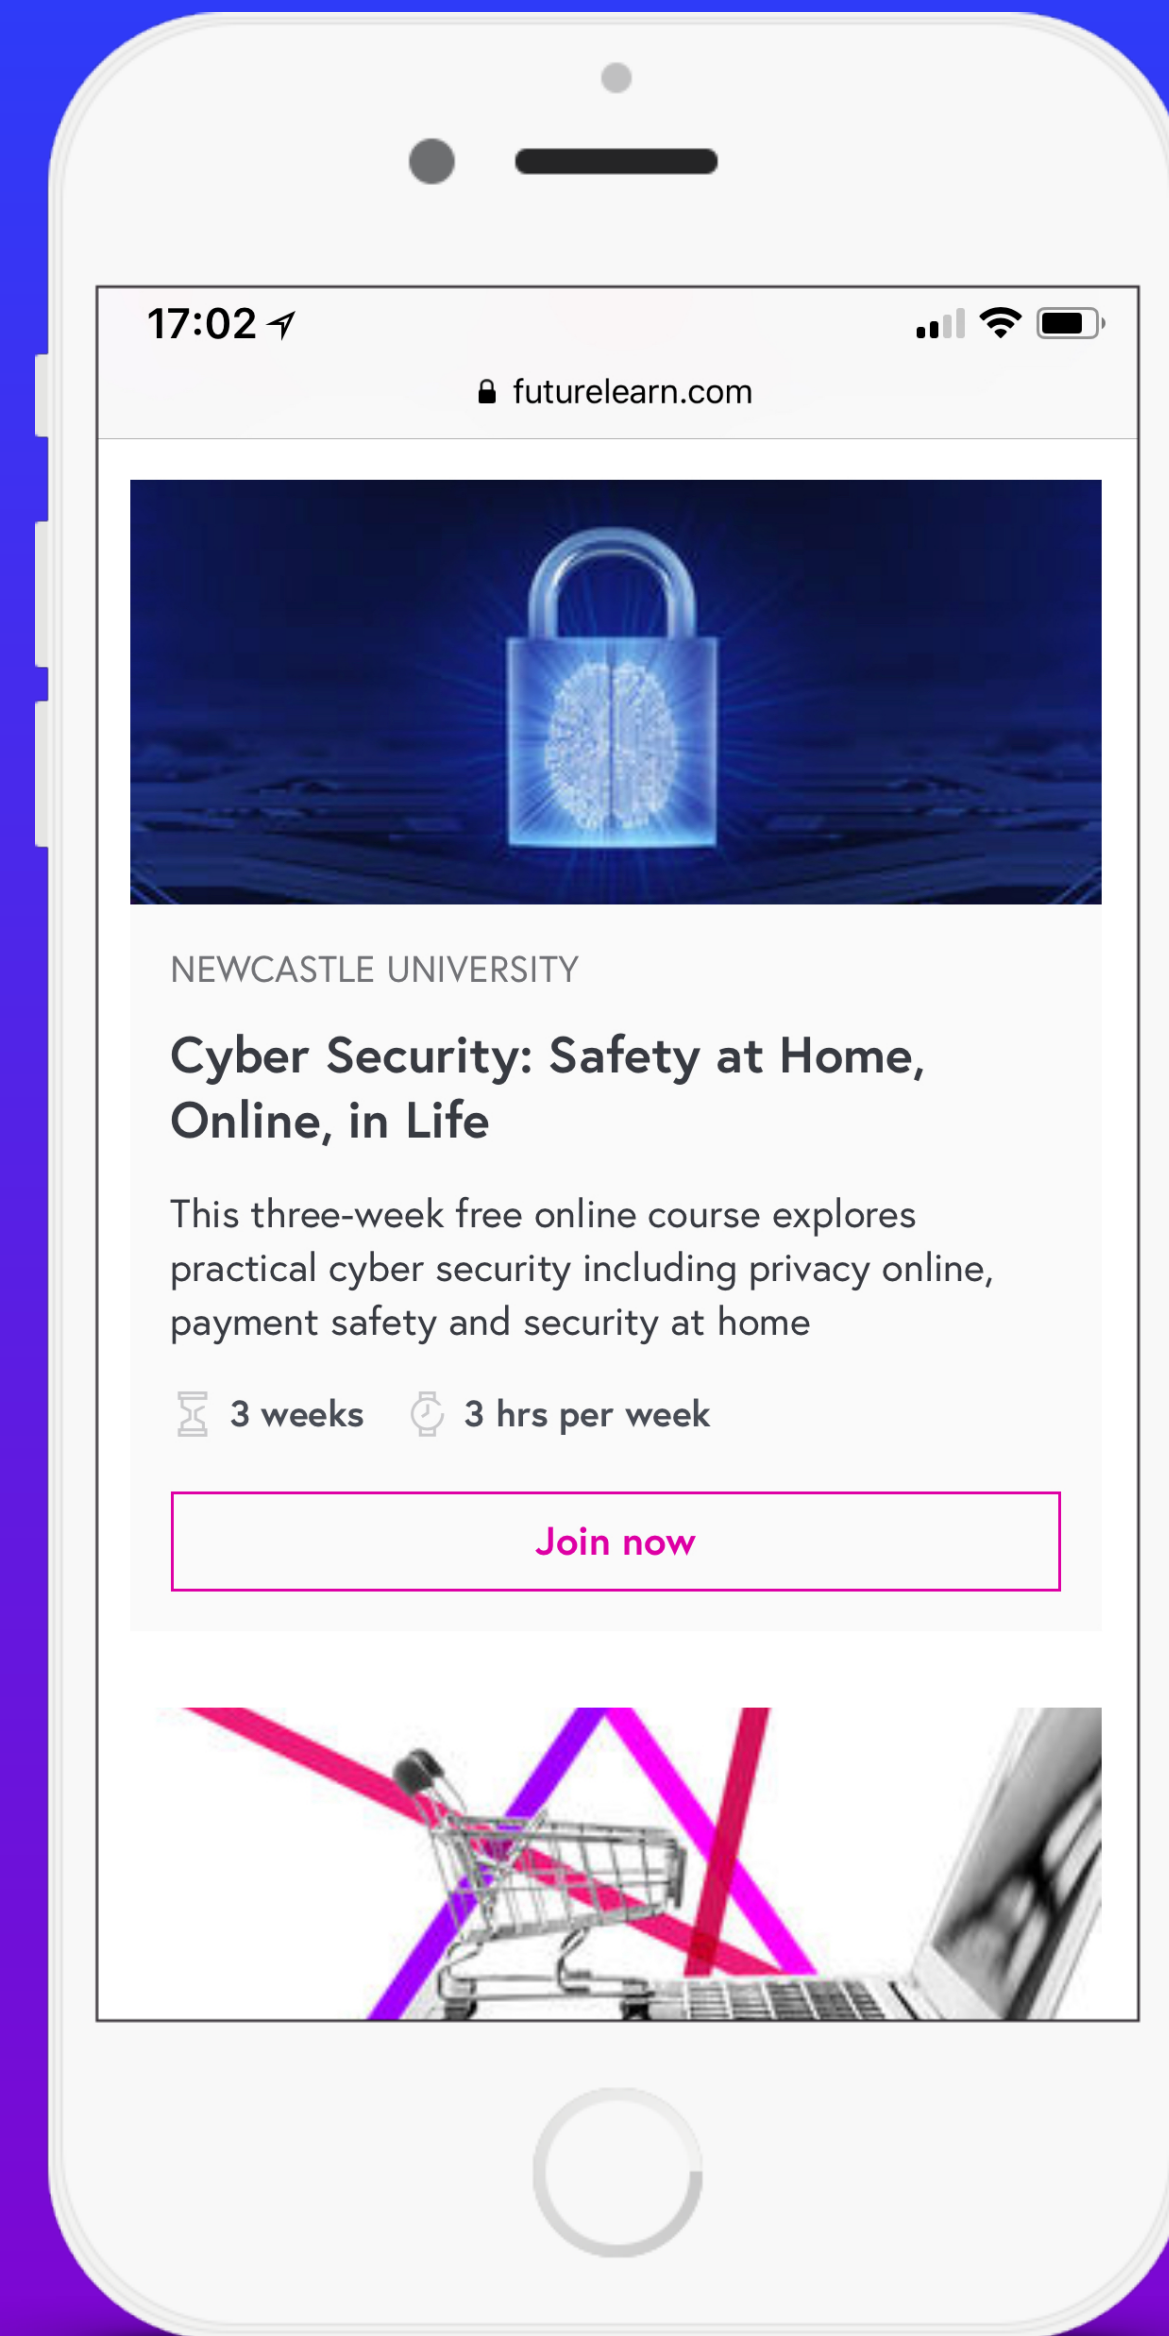 17:02
futurelearn.com
NEWCASTLE UNIVERSITY
Cyber Security: Safety at Home,
Online, in Life
This three-week free online course explores
practical cyber security including privacy online,
payment safety and security at home
3 weeks 3 hrs per week
Join now